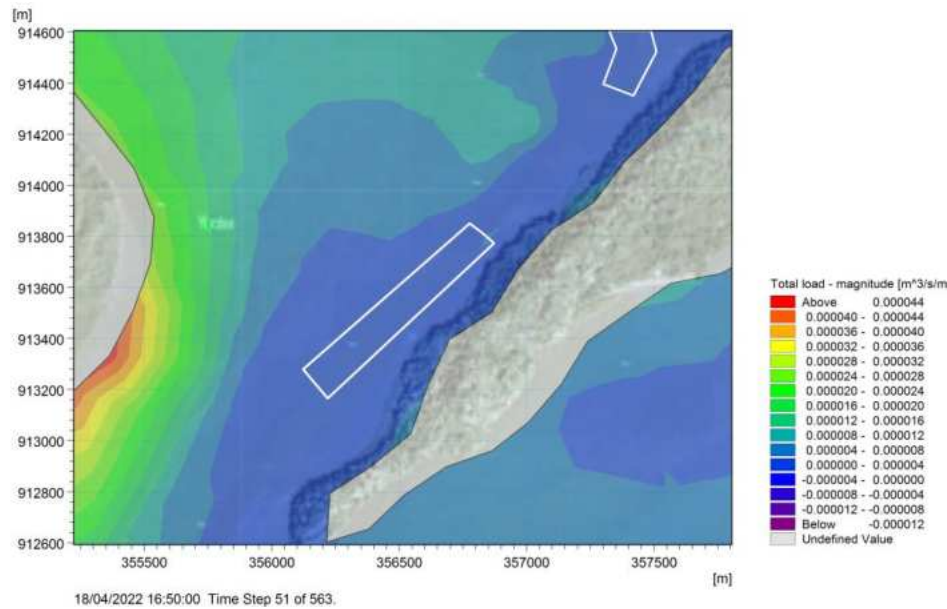 [m]
914600
914400
914200
914000
913800
913600
913400
913200
913000
912800
912600
355500 356000 356500 357000 357500
[m]
Total load - magnitude [m^3/s/m
Above 0.000044
0.000040 - 0.000044
0.000036 - 0.000040
0.000032 - 0.000036
0.000028 - 0.000032
0.000024 - 0.000028
0.000020 - 0.000024
0.000016 - 0.000020
0.000012 - 0.000016
0.000008 - 0.000012
0.000004 - 0.000008
0.000000 - 0.000004
-0.000004 - 0.000000
-0.000008 - -0.000004
-0.000012 - -0.000008
Below -0.000012
Undefined Value
18/04/2022 16:50:00 Time Step 51 of 563.